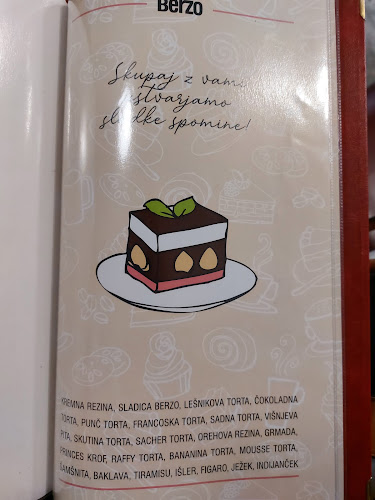 Berzo
Skupaj z vami
ustvarjamo
sladke spomine!
KREMNA REZINA, SLADICA BERZO, LEŠNIKOVA TORTA, ČOKOLADNA
TORTA, PUNČ TORTA, FRANCOSKA TORTA, SADNA TORTA, VIŠNJEVA
PITA, SKUTINA TORTA, SACHER TORTA, OREHOVA REZINA, GRMADA,
PRINCES KROF, RAFFY TORTA, BANANINA TORTA, MOUSSE TORTA,
ŠAMŠNITA, BAKLAVA, TIRAMISU, IŠLER, FIGARO, JEŽEK, INDIJANČEK